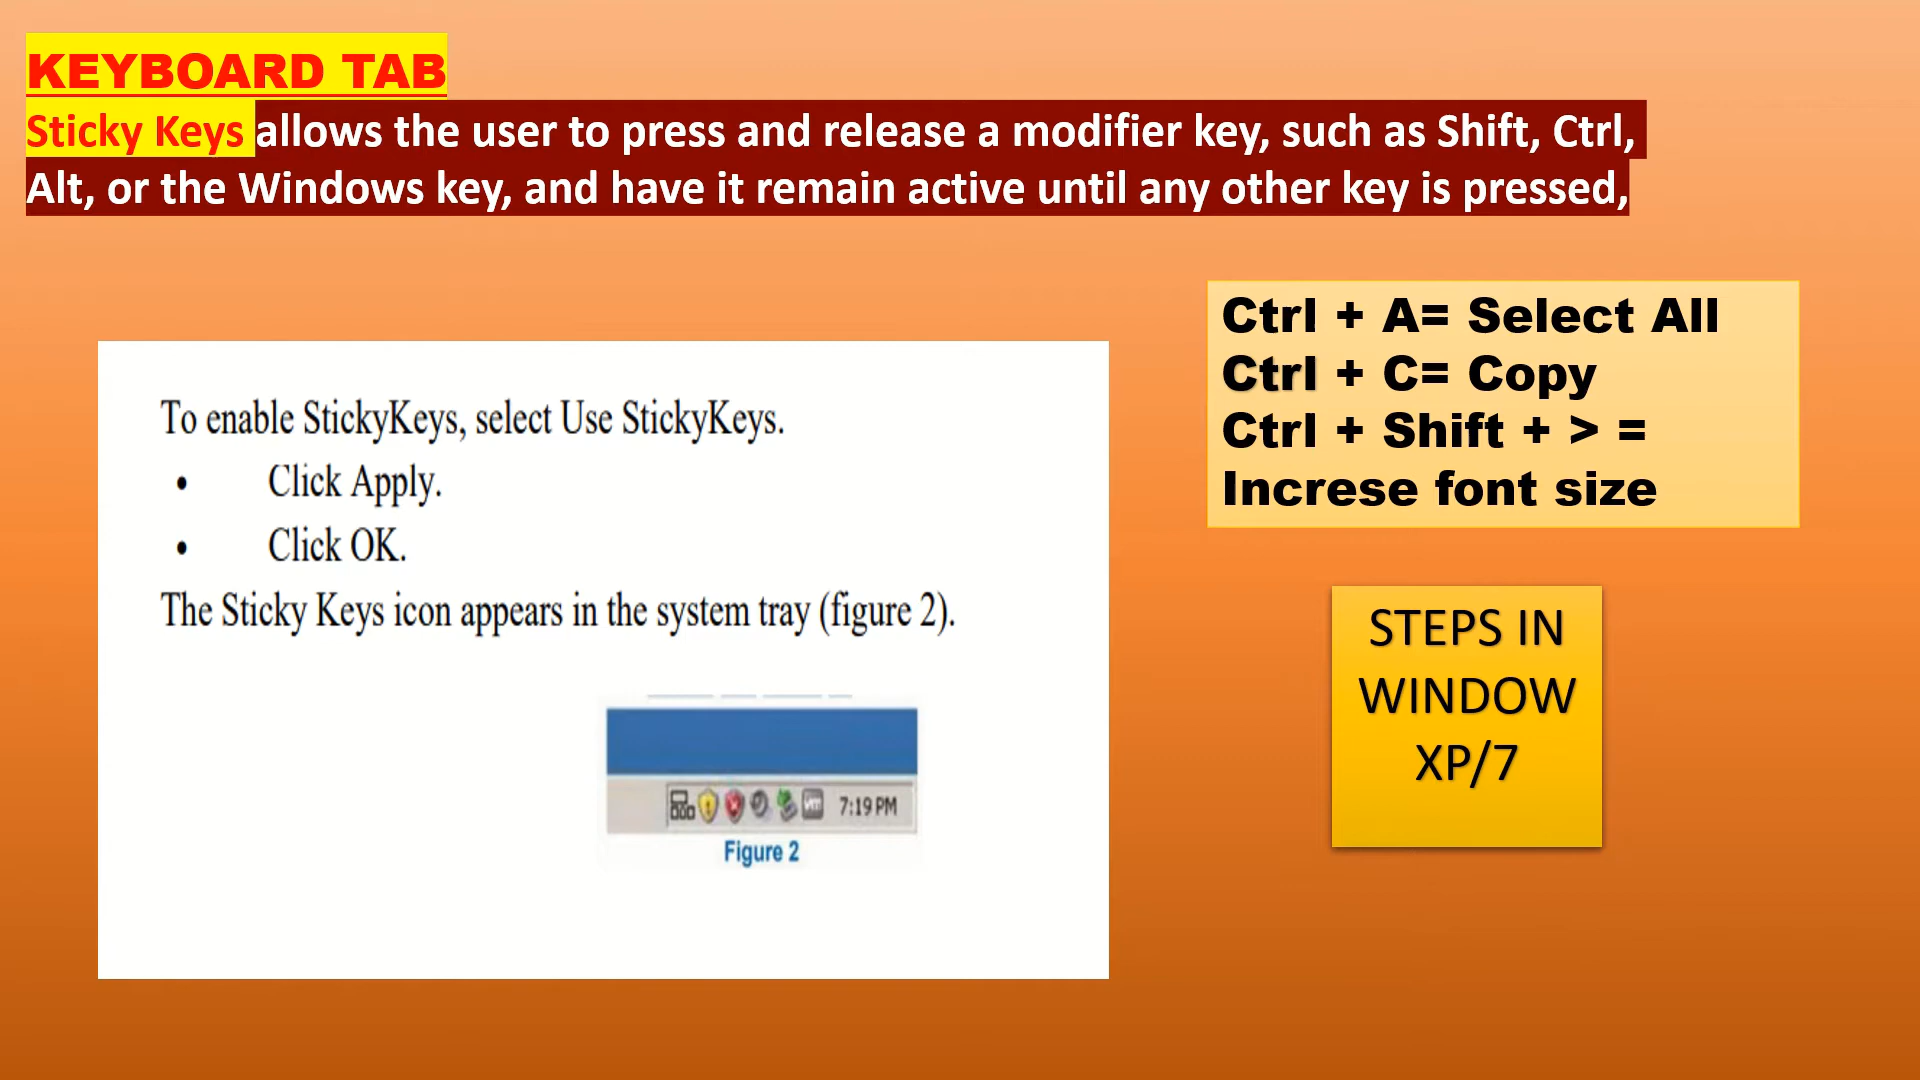 KEYBOARD TAB
Sticky Keys allows the user to press and release a modifier key, such as Shift, Ctrl,
Alt, or the Windows key, and have it remain active until any other key is pressed,
Ctrl + A= Select All
Ctrl + C= Copy
Ctrl + Shift + > =
Increse font size
To enable StickyKeys, select Use StickyKeys.
• Click Apply.
• Click OK.
The Sticky Keys icon appears in the system tray (figure 2).
7:19 PM
Figure 2
STEPS IN
WINDOW
XP/7